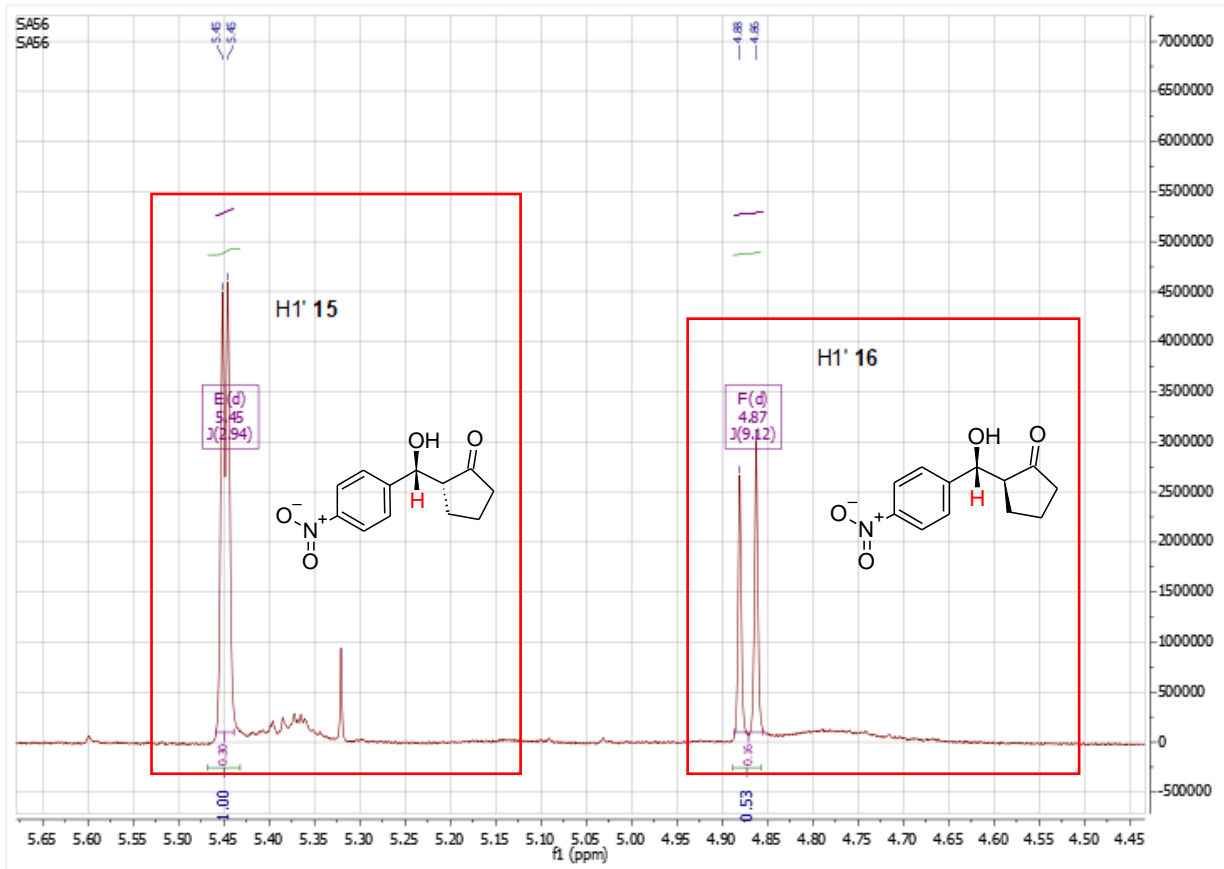 SA56
SA56
5.45
5.45
4.88
4.86
7000000
6500000
6000000
5500000
5000000
4500000
4000000
3500000
3000000
2500000
2000000
1500000
1000000
500000
0
-500000
H1' 15
E (d)
5.45
J(2.94)
OH
O
H
O−
N+
O
H1' 16
F (d)
4.87
J(9.12)
OH
O
H
O−
N+
O
0.30
1.00
0.16
0.53
5.65 5.60 5.55 5.50 5.45 5.40 5.35 5.30 5.25 5.20 5.15 5.10 5.05 5.00 4.95 4.90 4.85 4.80 4.75 4.70 4.65 4.60 4.55 4.50 4.45
f1 (ppm)